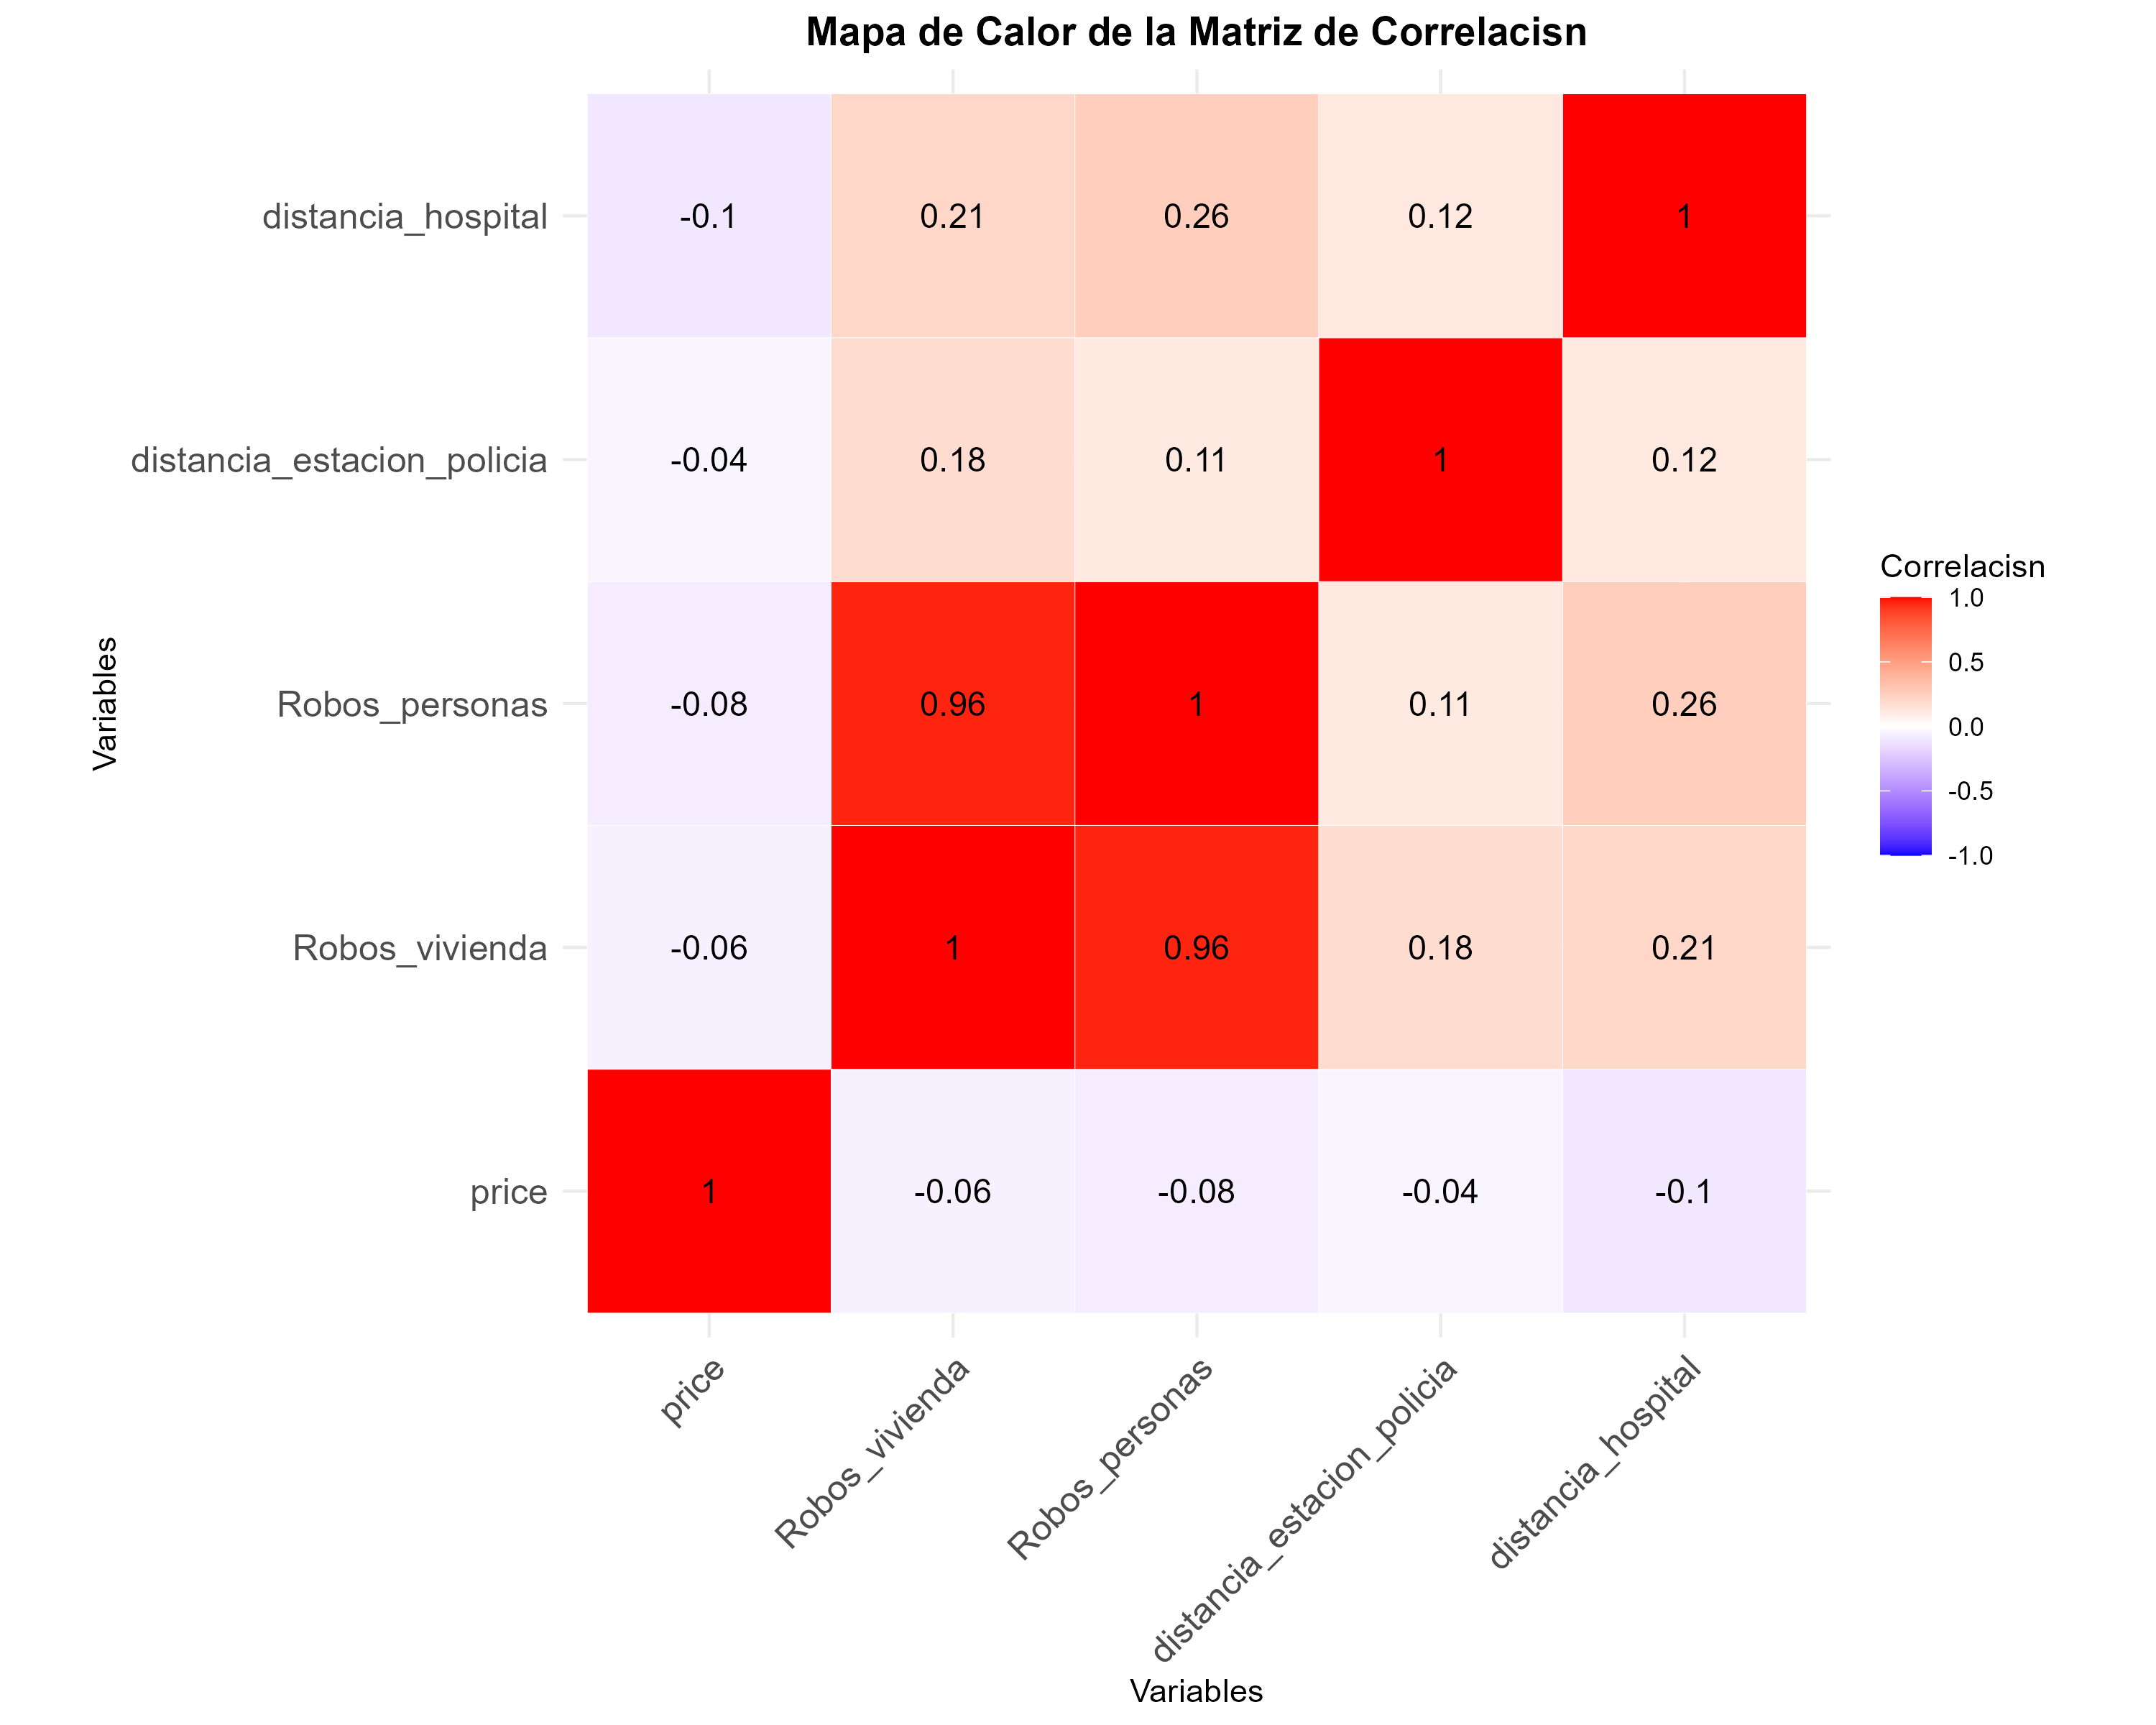 Mapa de Calor de la Matriz de Correlacisn
distancia_hospital
-0.1 0.21 0.26 0.12 1
distancia_estacion_policia
-0.04 0.18 0.11 1 0.12
Robos_personas
-0.08 0.96 1 0.11 0.26
Robos_vivienda
-0.06 1 0.96 0.18 0.21
price
1 -0.06 -0.08 -0.04 -0.1
Variables
price
Robos_vivienda
Robos_personas
distancia_estacion_policia
distancia_hospital
Variables
Correlacisn
1.0
0.5
0.0
-0.5
-1.0